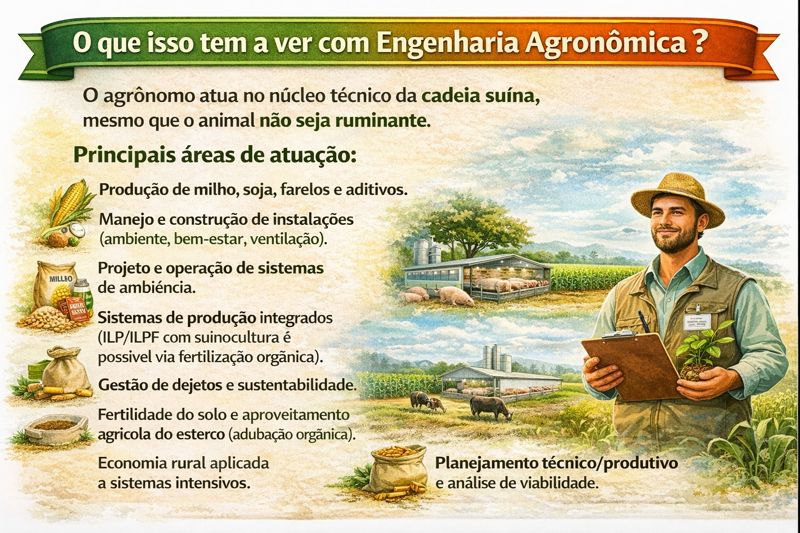 O que isso tem a ver com Engenharia Agronômica ?
O agrônomo atua no núcleo técnico da cadeia suína,
mesmo que o animal não seja ruminante.
Principais áreas de atuação:
Produção de milho, soja, farelos e aditivos.
Manejo e construção de instalações
(ambiente, bem-estar, ventilação).
MILLEO
Projeto e operação de sistemas
de ambiéncia.
Sistemas de produção integrados
(ILP/ILPF com suinocultura é
possivel via fertilização orgãnica).
Gestão de dejetos e sustentabilidade.
Fertilidade do solo e aproveitamento
agricola do esterco (adubação orgãnica).
Economia rural aplicada
a sistemas intensivos.
Planejamento técnico/produtivo
e análise de viabilidade.